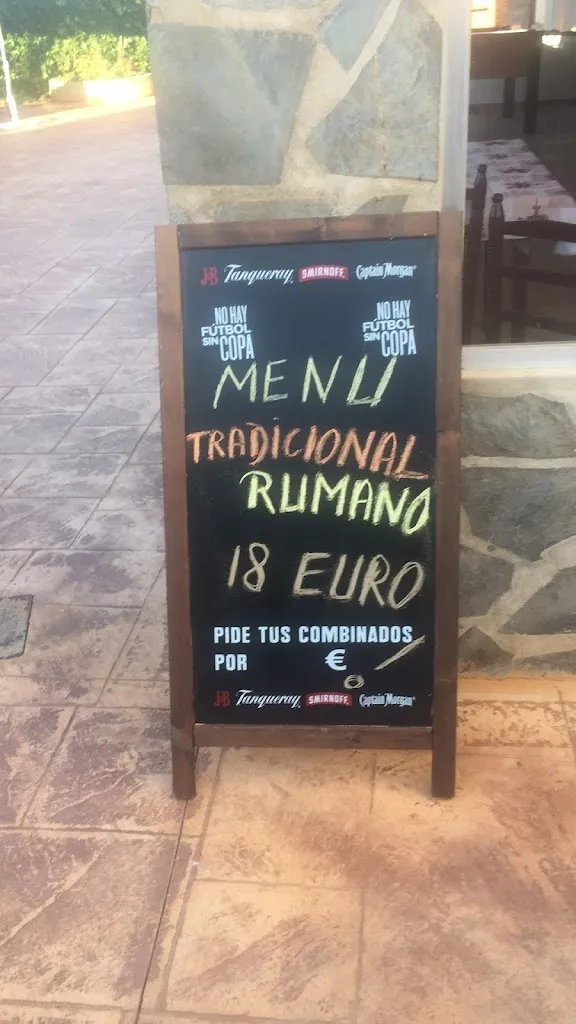 J&B Tanqueray SMIRNOFF Captain Morgan
NO HAY FÚTBOL SIN COPA
NO HAY FÚTBOL SIN COPA
MENU
TRADICIONAL
RUMANO
18 EURO
PIDE TUS COMBINADOS
POR €
J&B Tanqueray SMIRNOFF Captain Morgan